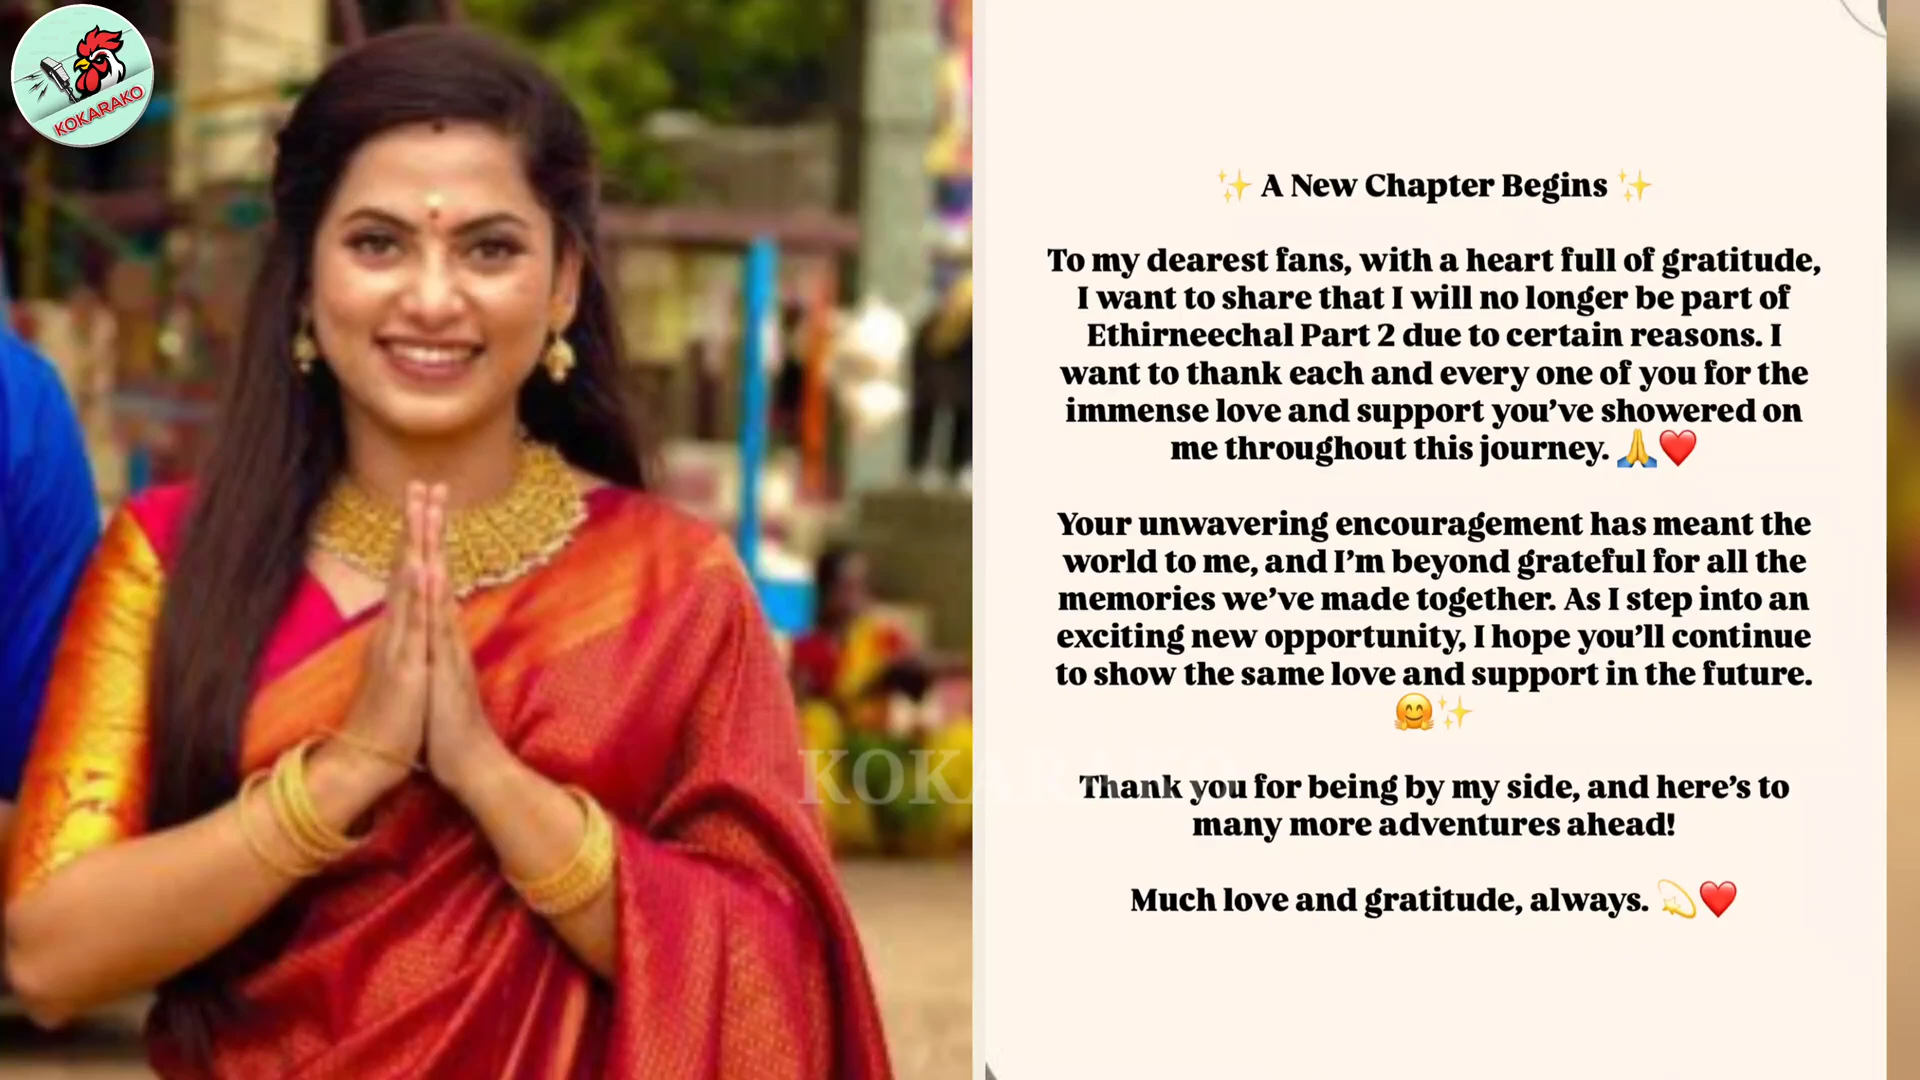 KOKARAKO
✨ A New Chapter Begins ✨
To my dearest fans, with a heart full of gratitude,
I want to share that I will no longer be part of
Ethirneechal Part 2 due to certain reasons. I
want to thank each and every one of you for the
immense love and support you’ve showered on
me throughout this journey. 🙏❤️
Your unwavering encouragement has meant the
world to me, and I’m beyond grateful for all the
memories we’ve made together. As I step into an
exciting new opportunity, I hope you’ll continue
to show the same love and support in the future.
🤗✨
KOKARAKO
Thank you for being by my side, and here’s to
many more adventures ahead!
Much love and gratitude, always. 💫❤️